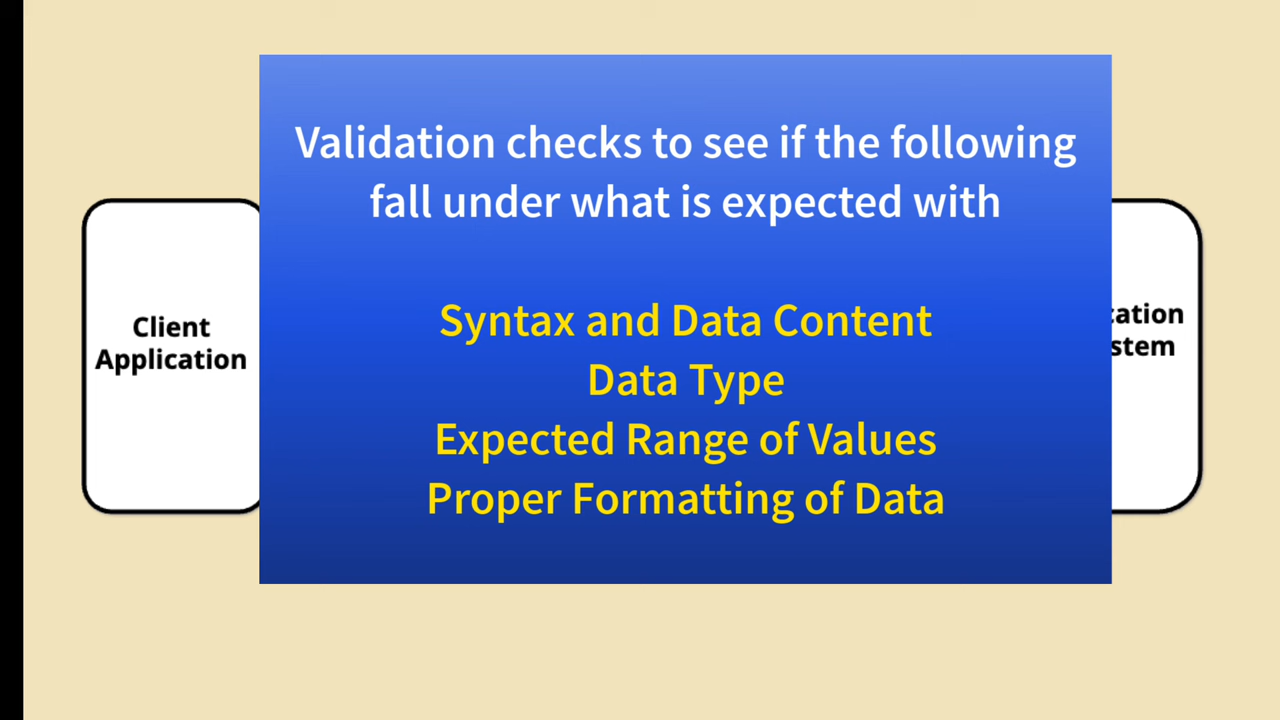 Validation checks to see if the following
fall under what is expected with
Syntax and Data Content
Data Type
Expected Range of Values
Proper Formatting of Data
Client
Application